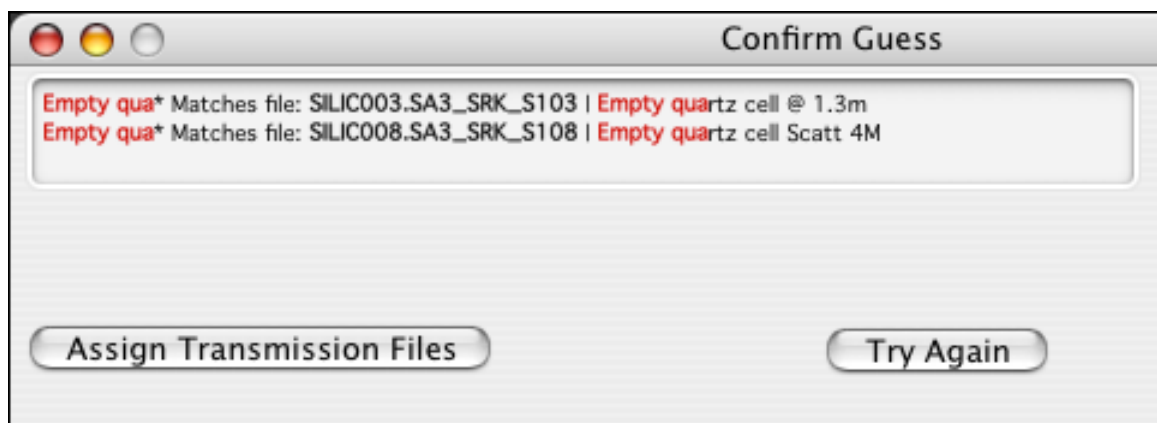 Confirm Guess
Empty qua* Matches file: SILIC003.SA3_SRK_S103 | Empty quartz cell @ 1.3m
Empty qua* Matches file: SILIC008.SA3_SRK_S108 | Empty quartz cell Scatt 4M
Assign Transmission Files
Try Again